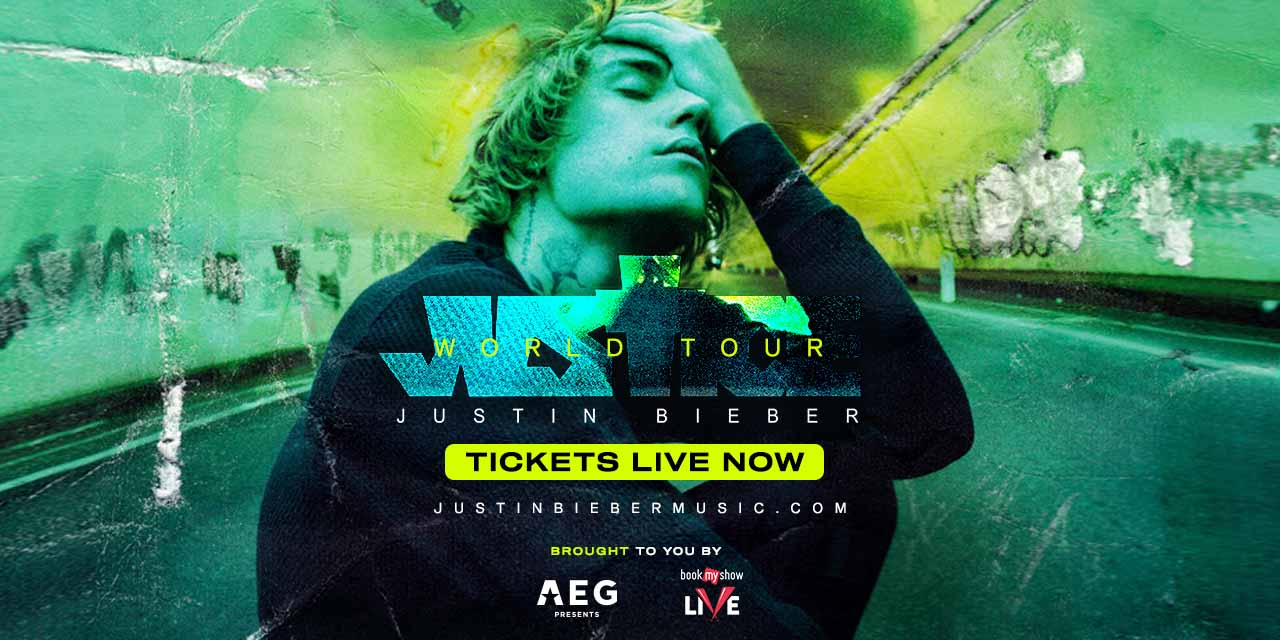 JUSTICE
WORLD TOUR
JUSTIN BIEBER
TICKETS LIVE NOW
JUSTINBIEBERMUSIC.COM
BROUGHT TO YOU BY
AEG
PRESENTS
book my show
LIVE